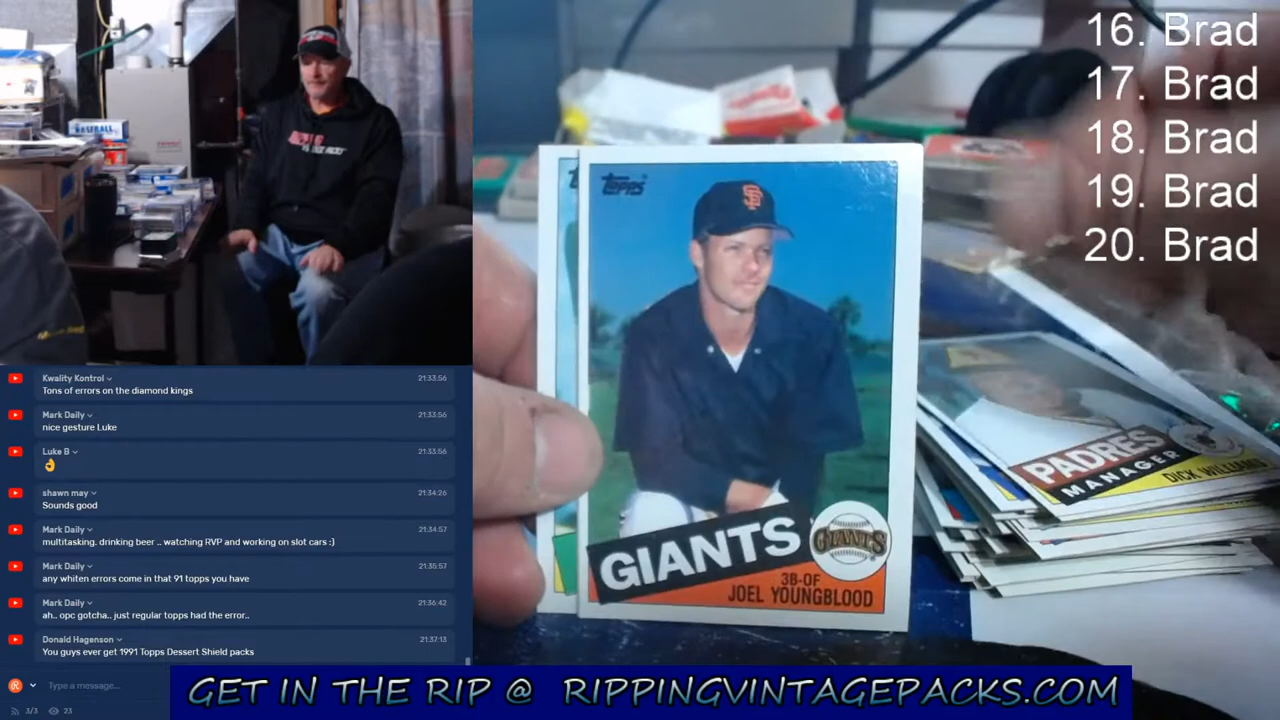 16. Brad
17. Brad
18. Brad
19. Brad
20. Brad
BASEBALL
Topps
SF
GIANTS
GIANTS
3B-OF
JOEL YOUNGBLOOD
PADRES
MANAGER
DICK WILLIAMS
Kwality Kontrol
21:33:56
Tons of errors on the diamond kings
Mark Daily
21:33:56
nice gesture Luke
Luke B
21:33:56
👌
shawn may
21:34:26
Sounds good
Mark Daily
21:34:57
multitasking. drinking beer .. watching RVP and working on slot cars :)
Mark Daily
21:35:57
any whiten errors come in that 91 topps you have
Mark Daily
21:36:42
ah.. opc gotcha.. just regular topps had the error..
Donald Hagenson
21:37:13
You guys ever get 1991 Topps Dessert Shield packs
Type a message...
3/3 23
GET IN THE RIP @ RIPPINGVINTAGEPACKS.COM